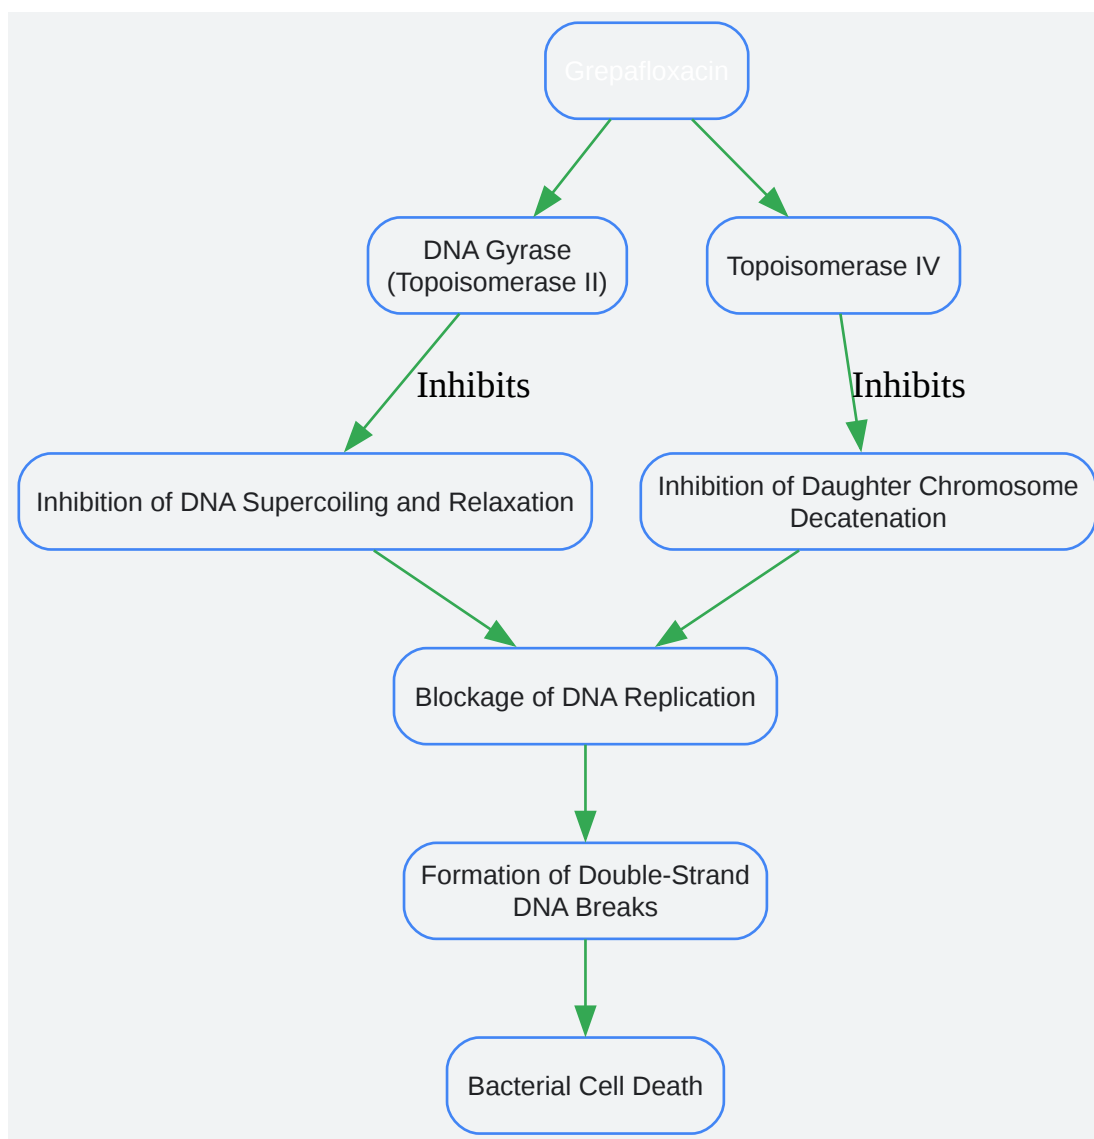 Grepafloxacin
DNA Gyrase
(Topoisomerase II)
Topoisomerase IV
Inhibits
Inhibits
Inhibition of DNA Supercoiling and Relaxation
Inhibition of Daughter Chromosome
Decatenation
Blockage of DNA Replication
Formation of Double-Strand
DNA Breaks
Bacterial Cell Death